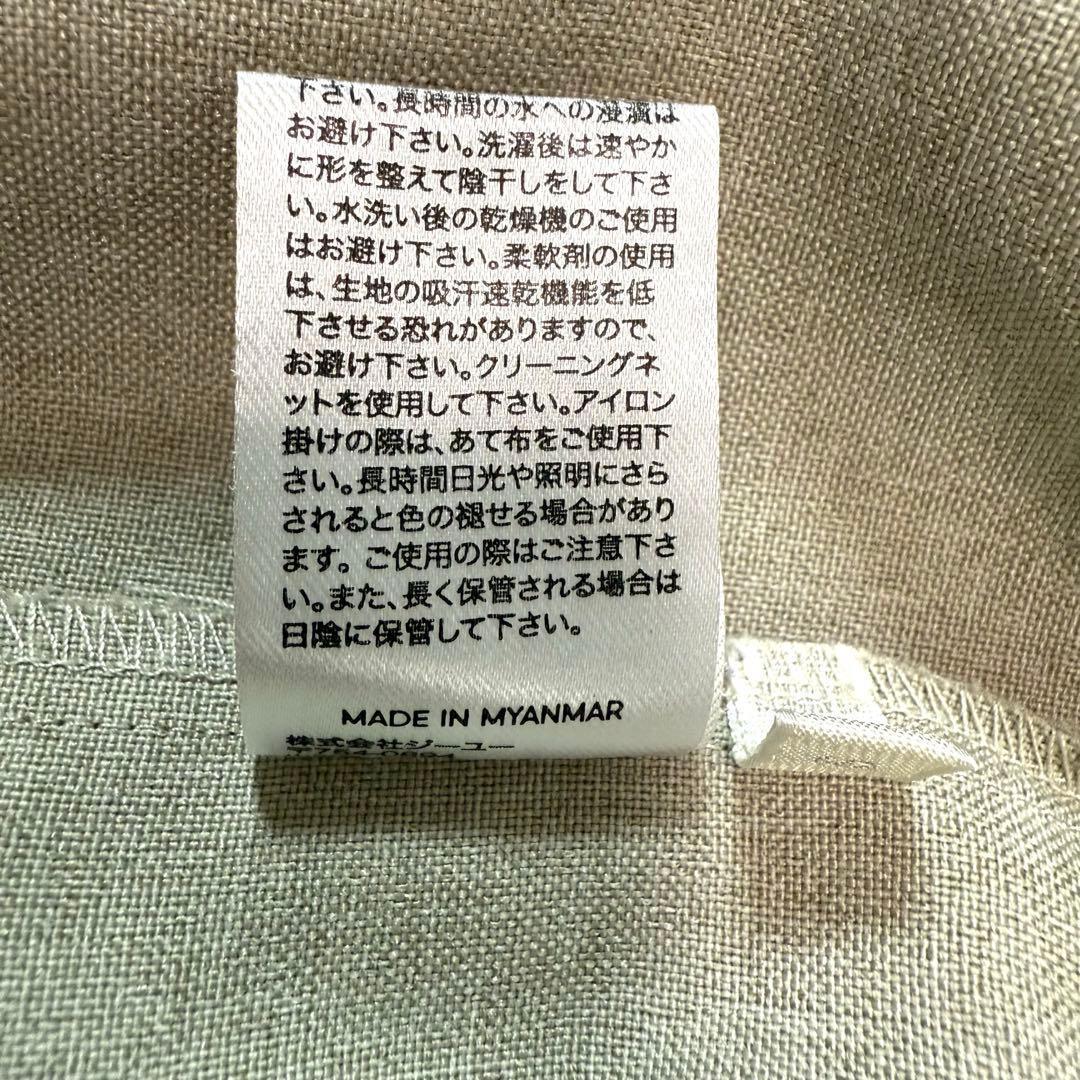 下さい。長時間の水への浸漬は
お避け下さい。洗濯後は速やか
に形を整えて陰干しをして下さ
い。水洗い後の乾燥機のご使用
はお避け下さい。柔軟剤の使用
は、生地の吸汗速乾機能を低
下させる恐れがありますので、
お避け下さい。クリーニングネ
ットを使用して下さい。アイロン
掛けの際は、あて布をご使用下
さい。長時間日光や照明にさら
されると色の褪せる場合があり
ます。ご使用の際はご注意下さ
い。また、長く保管される場合は
日陰に保管して下さい。
MADE IN MYANMAR
株式会社ジーユー